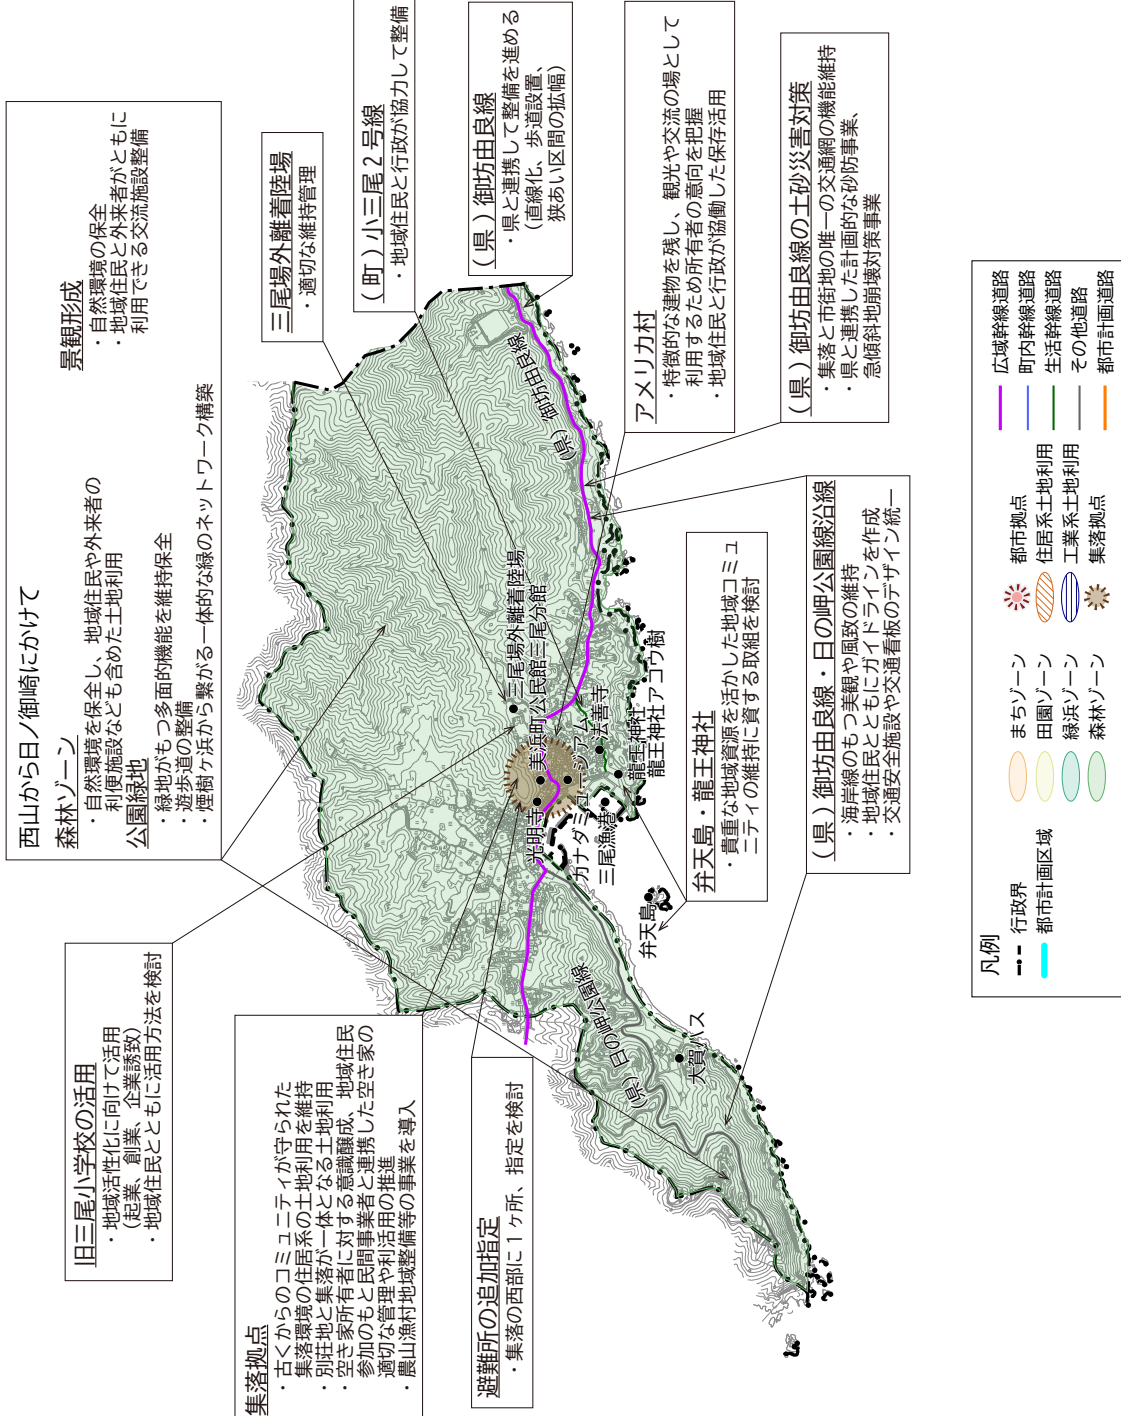 西山から日ノ御崎にかけて
森林ゾーン
・自然環境を保全し、地域住民や外来者の
利便施設なども含めた土地利用
公園緑地
・緑地がもつ多面的機能を維持保全
・遊歩道の整備
・煙樹ヶ浜から繋がる一体的な緑のネットワーク構築
景観形成
・自然環境の保全
・地域住民と外来者がともに
利用できる交流施設整備
旧三尾小学校の活用
・地域活性化に向けて活用
（起業、創業、企業誘致）
・地域住民とともに活用方法を検討
集落拠点
・古くからのコミュニティが守られた
集落環境の住居系の土地利用を維持
・別荘地と集落が一体となる土地利用
・空き家所有者に対する意識醸成、地域住民
参加のもと民間事業者と連携した空き家の
適切な管理や利活用の推進
・農山漁村地域整備等の事業を導入
避難所の追加指定
・集落の西部に１ヶ所、指定を検討
三尾場外離着陸場
・適切な維持管理
（町）小三尾２号線
・地域住民と行政が協力して整備
（県）御坊由良線
・県と連携して整備を進める
（直線化、歩道設置、
狭あい区間の拡幅）
アメリカ村
・特徴的な建物を残し、観光や交流の場として
利用するため所有者の意向を把握
・地域住民と行政が協働した保存活用
（県）御坊由良線の土砂災害対策
・集落と市街地の唯一の交通網の機能維持
・県と連携した計画的な砂防事業、
急傾斜地崩壊対策事業
弁天島・龍王神社
・貴重な地域資源を活かした地域コミュ
ニティの維持に資する取組を検討
（県）御坊由良線・日の岬公園線沿線
・海岸線のもつ美観や風致の維持
・地域住民とともにガイドラインを作成
・交通安全施設や交通看板のデザイン統一
（県）御坊由良線
三尾場外離着陸場
美浜町公民館三尾分館
光明寺
カナダミュージアム
法善寺
三尾漁港
龍王神社
龍王神社アコウ樹
弁天島
（県）日の岬公園線
大賀ハス
凡例
行政界
都市計画区域
まちゾーン
田園ゾーン
緑浜ゾーン
森林ゾーン
都市拠点
住居系土地利用
工業系土地利用
集落拠点
広域幹線道路
町内幹線道路
生活幹線道路
その他道路
都市計画道路